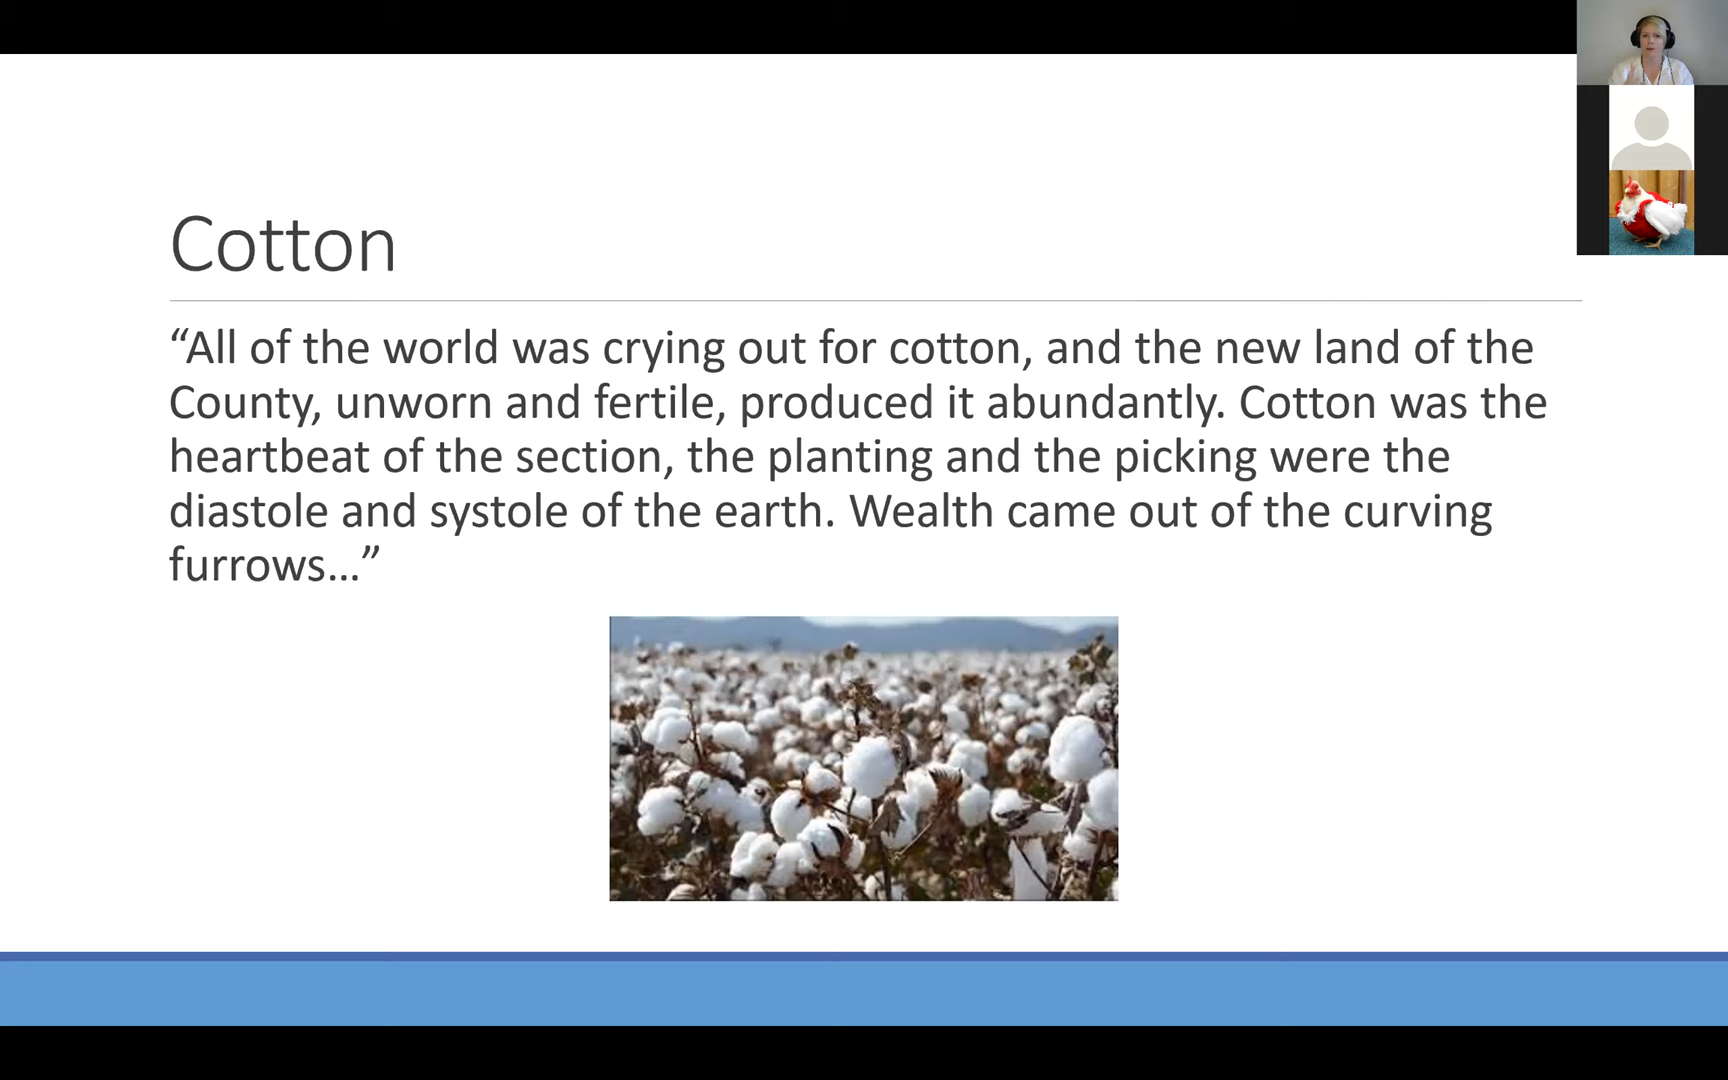 Cotton
“All of the world was crying out for cotton, and the new land of the
County, unworn and fertile, produced it abundantly. Cotton was the
heartbeat of the section, the planting and the picking were the
diastole and systole of the earth. Wealth came out of the curving
furrows…”